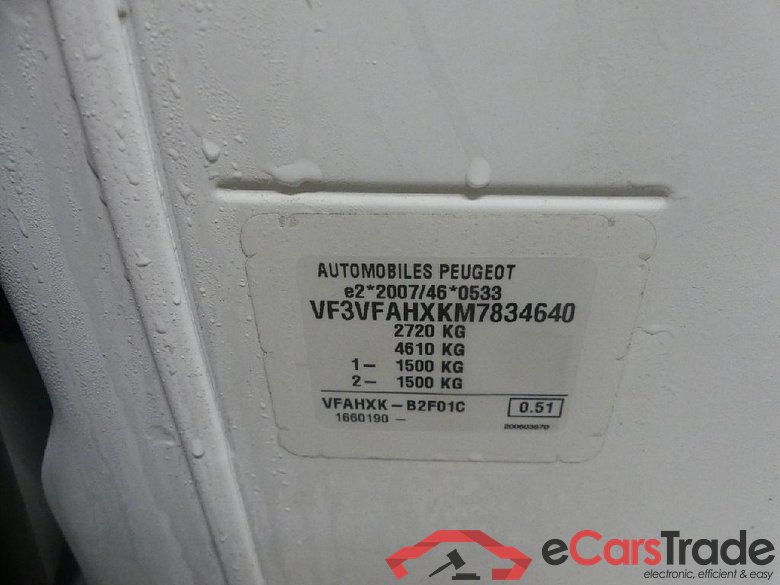 AUTOMOBILES PEUGEOT
e2*2007/46*0533
VF3VFAHXKM7834640
2720 KG
4610 KG
1- 1500 KG
2- 1500 KG
VFAHXK - B2F01C 0.51
1660190 -
200603670
eCarsTrade
electronic, efficient & easy